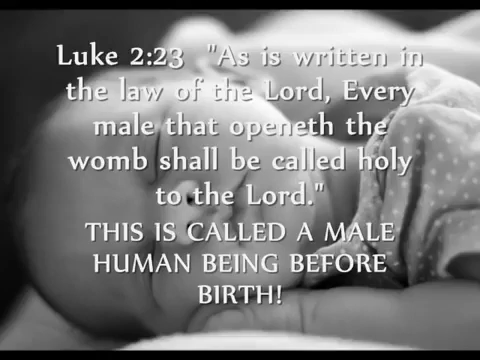 Luke 2:23 "As is written in
the law of the Lord, Every
male that openeth the
womb shall be called holy
to the Lord."
THIS IS CALLED A MALE
HUMAN BEING BEFORE
BIRTH!